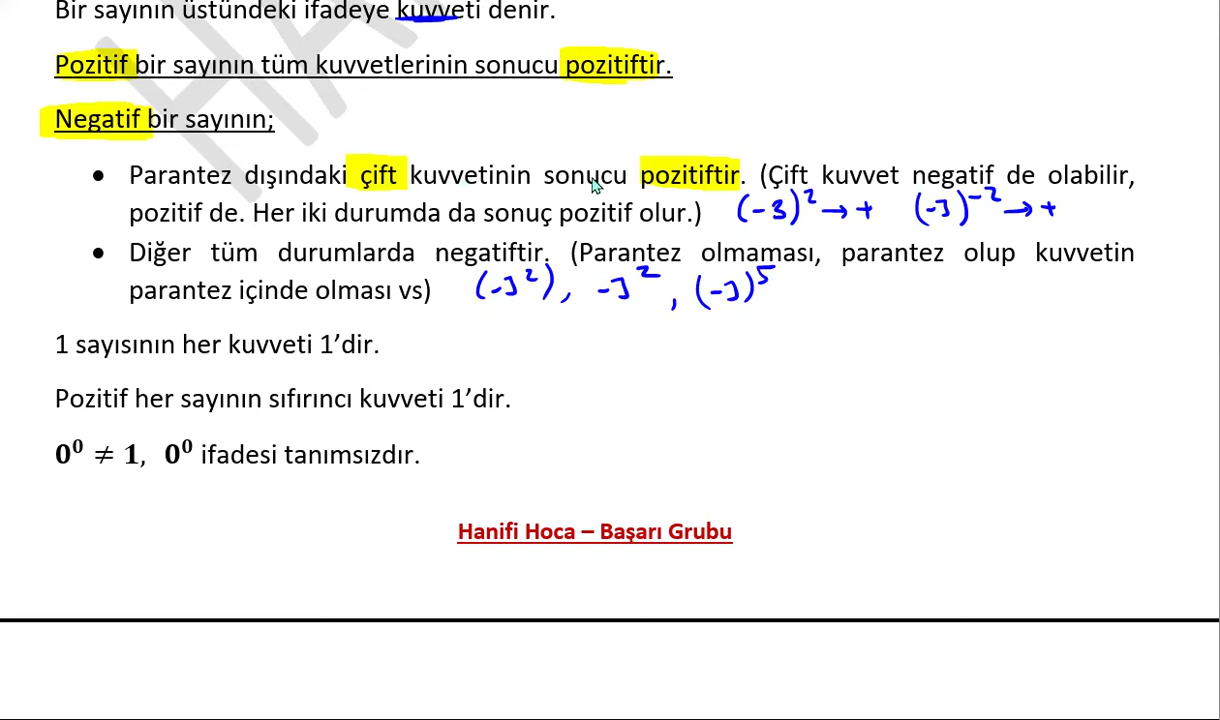 Bir sayının üstündeki ifadeye kuvveti denir.
Pozitif bir sayının tüm kuvvetlerinin sonucu pozitiftir.
Negatif bir sayının;
• Parantez dışındaki çift kuvvetinin sonucu pozitiftir. (Çift kuvvet negatif de olabilir,
pozitif de. Her iki durumda da sonuç pozitif olur.) (-3)² → + (-3)⁻² → +
• Diğer tüm durumlarda negatiftir. (Parantez olmaması, parantez olup kuvvetin
parantez içinde olması vs) (-3²), -3², (-3)⁵
1 sayısının her kuvveti 1’dir.
Pozitif her sayının sıfırıncı kuvveti 1’dir.
0⁰ ≠ 1, 0⁰ ifadesi tanımsızdır.
Hanifi Hoca – Başarı Grubu